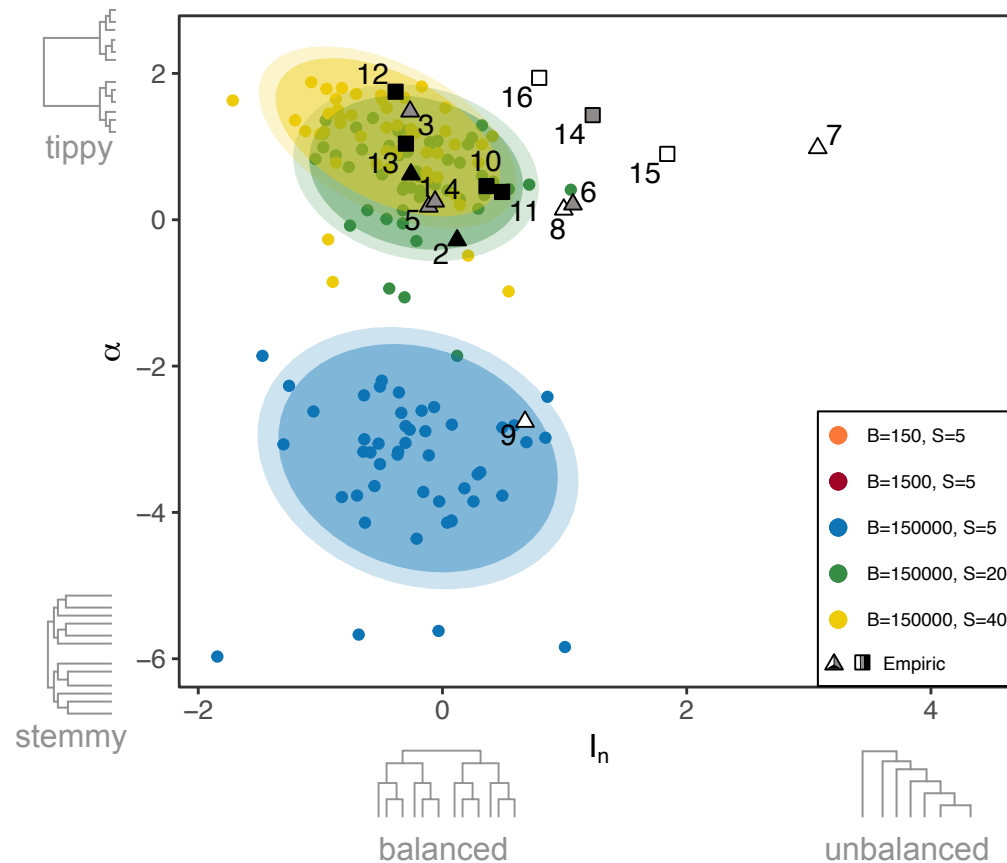 2
0
−2
−4
−6
α
−2
0
2
4
I_n
tippy
stemmy
balanced
unbalanced
12
3
13
10
1
4
5
11
2
16
14
15
7
6
8
9
B=150, S=5
B=1500, S=5
B=150000, S=5
B=150000, S=20
B=150000, S=40
Empiric